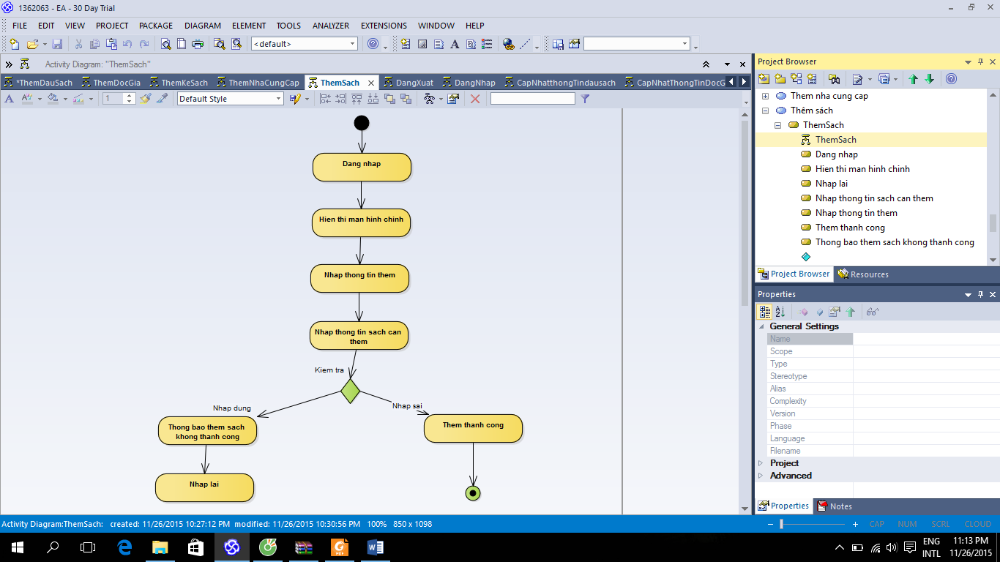 1362063 - EA - 30 Day Trial
FILE EDIT VIEW PROJECT PACKAGE DIAGRAM ELEMENT TOOLS ANALYZER EXTENSIONS WINDOW HELP
<default>
Activity Diagram: "ThemSach"
*ThemDauSach ThemDocGia ThemKeSach ThemNhaCungCap ThemSach DangXuat DangNhap CapNhatthongTindausach CapNhatThongTinDocG
1 Default Style
Dang nhap
Hien thi man hinh chinh
Nhap thong tin them
Nhap thong tin sach can
them
Kiem tra
Nhap dung
Nhap sai
Thong bao them sach
khong thanh cong
Them thanh cong
Nhap lai
Project Browser
Them nha cung cap
Thêm sách
ThemSach
ThemSach
Dang nhap
Hien thi man hinh chinh
Nhap lai
Nhap thong tin sach can them
Nhap thong tin them
Them thanh cong
Thong bao them sach khong thanh cong
Project Browser Resources
Properties
General Settings
Name
Scope
Type
Stereotype
Alias
Complexity
Version
Phase
Language
Filename
Project
Advanced
Properties Notes
Activity Diagram:ThemSach: created: 11/26/2015 10:27:12 PM modified: 11/26/2015 10:30:56 PM 100% 850 x 1098
CAP NUM SCRL CLOUD
ENG
INTL
11:13 PM
11/26/2015